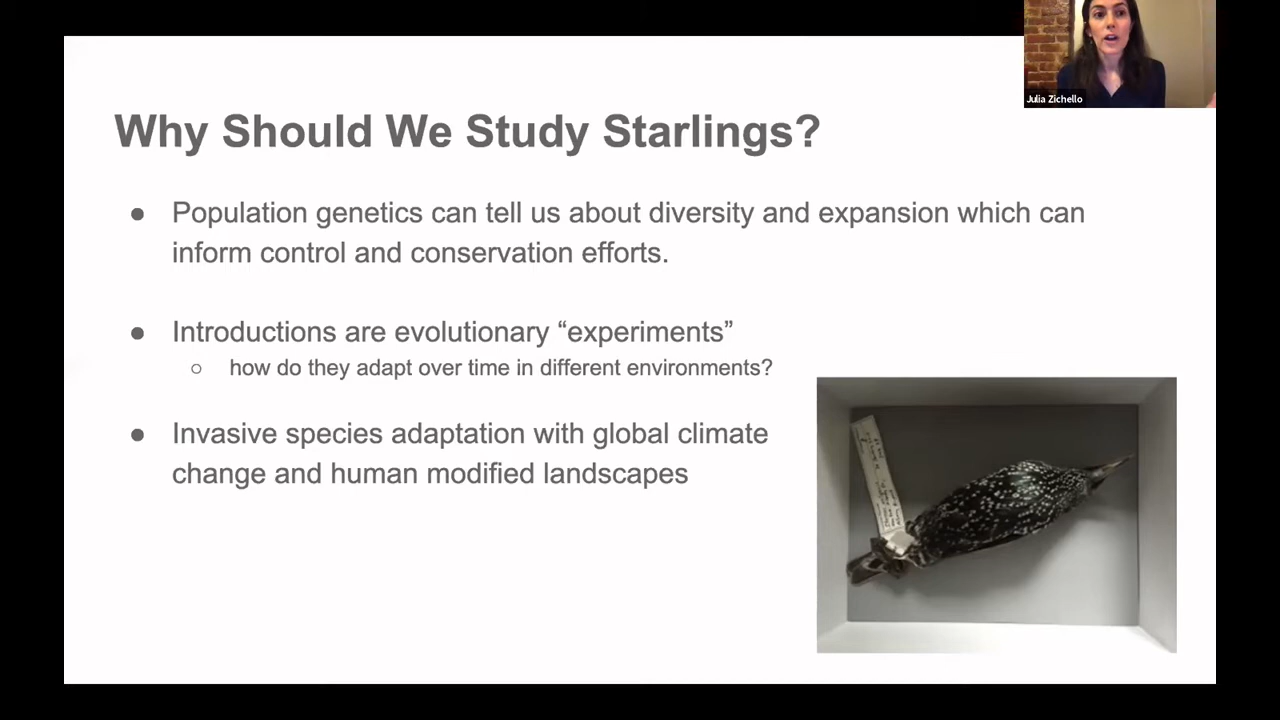 Julia Zichello
Why Should We Study Starlings?
● Population genetics can tell us about diversity and expansion which can
inform control and conservation efforts.
● Introductions are evolutionary “experiments”
○ how do they adapt over time in different environments?
● Invasive species adaptation with global climate
change and human modified landscapes